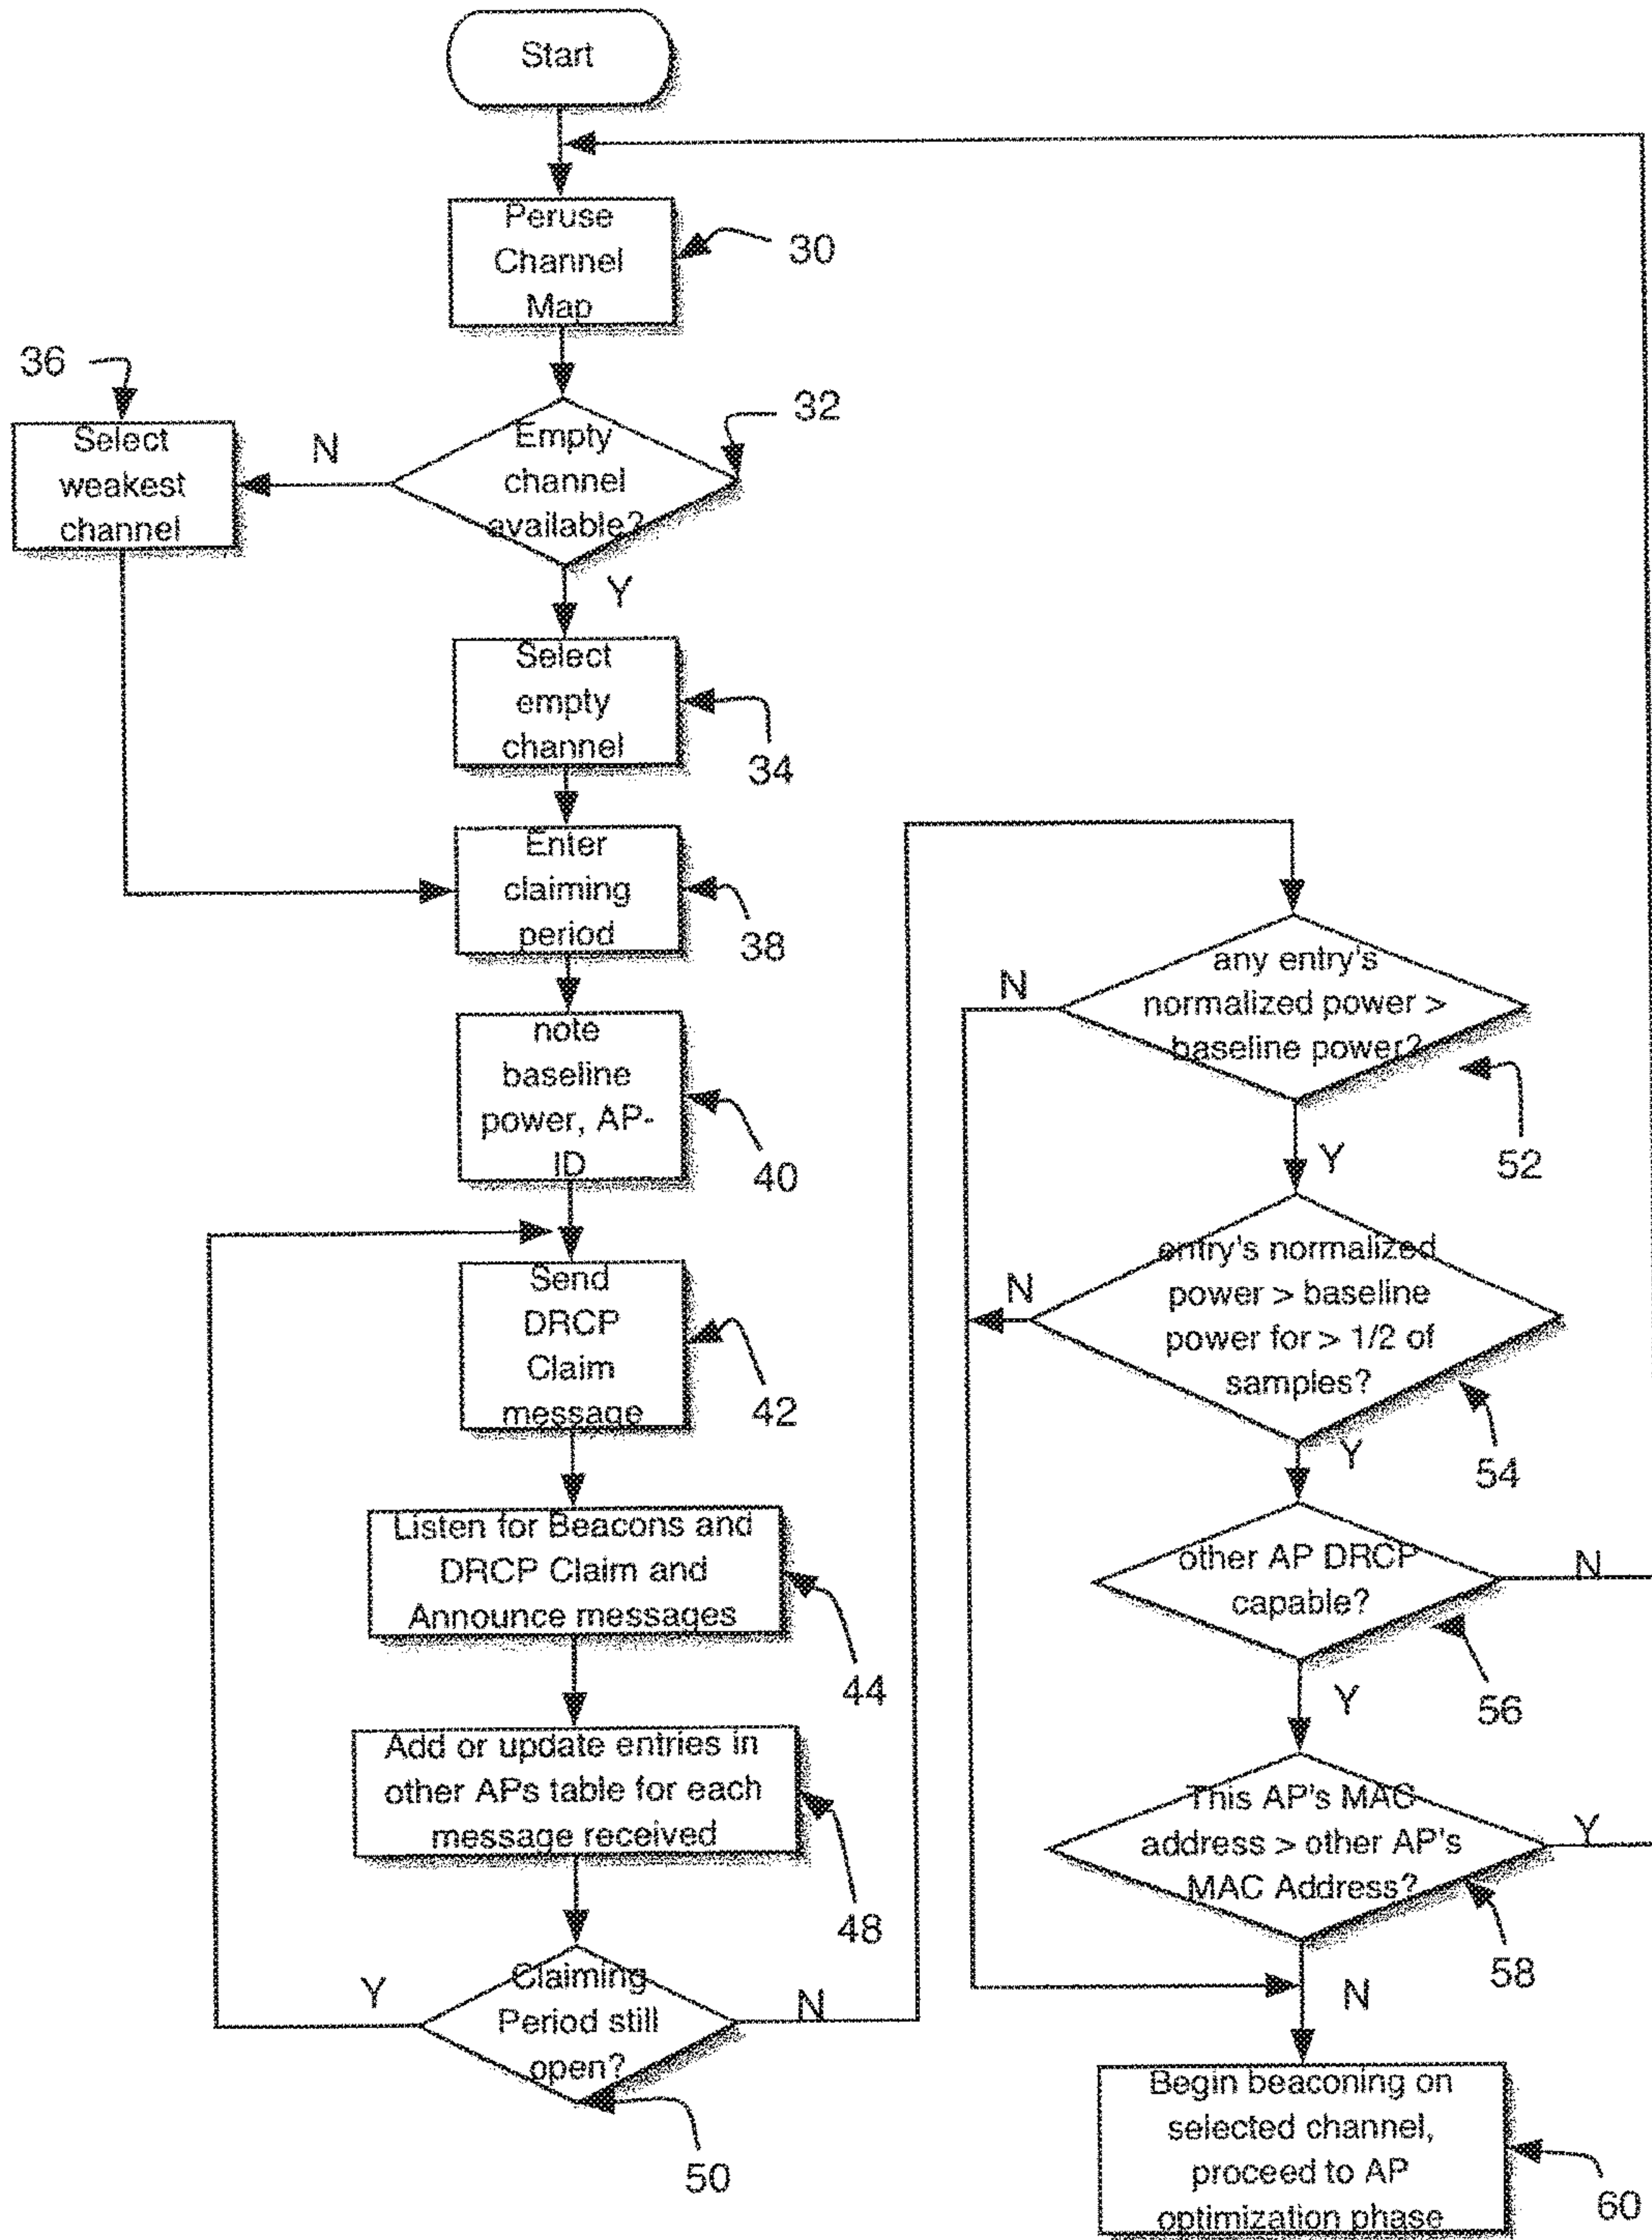 Start
Peruse
Channel
Map
30
36
Select
weakest
channel
N
Empty
channel
available?
32
Y
Select
empty
channel
34
Enter
claiming
period
38
note
baseline
power, AP-
ID
40
Send
DRCP
Claim
message
42
Listen for Beacons and
DRCP Claim and
Announce messages
44
Add or update entries in
other APs table for each
message received
48
Claiming
Period still
open?
Y
N
50
any entry's
normalized power >
baseline power?
N
52
Y
entry's normalized
power > baseline
power for > 1/2 of
samples?
N
54
Y
other AP DRCP
capable?
N
56
Y
This AP's MAC
address > other AP's
MAC Address?
Y
58
N
Begin beaconing on
selected channel,
proceed to AP
optimization phase
60